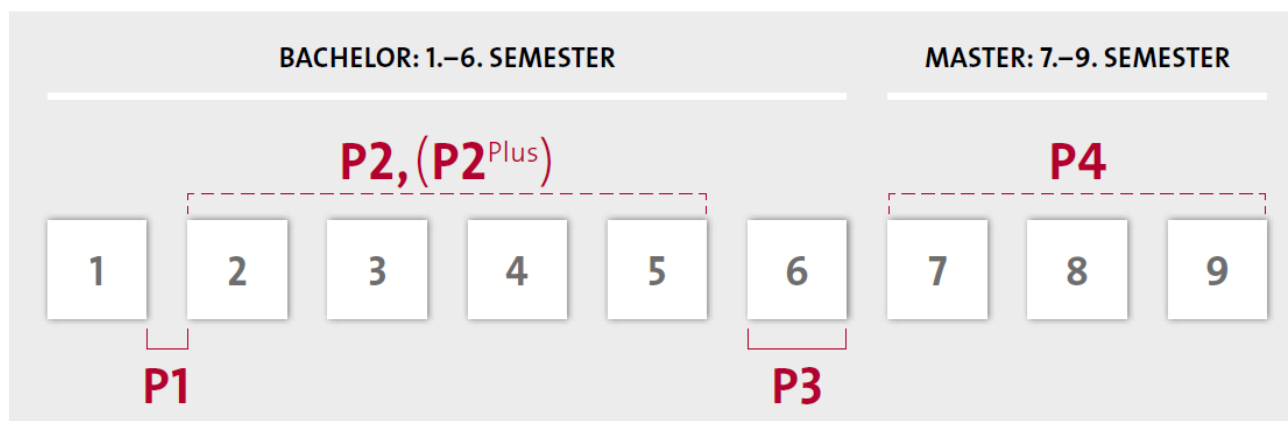 BACHELOR: 1.–6. SEMESTER
MASTER: 7.–9. SEMESTER
P2, (P2Plus)
P4
1 2 3 4 5 6 7 8 9
P1
P3